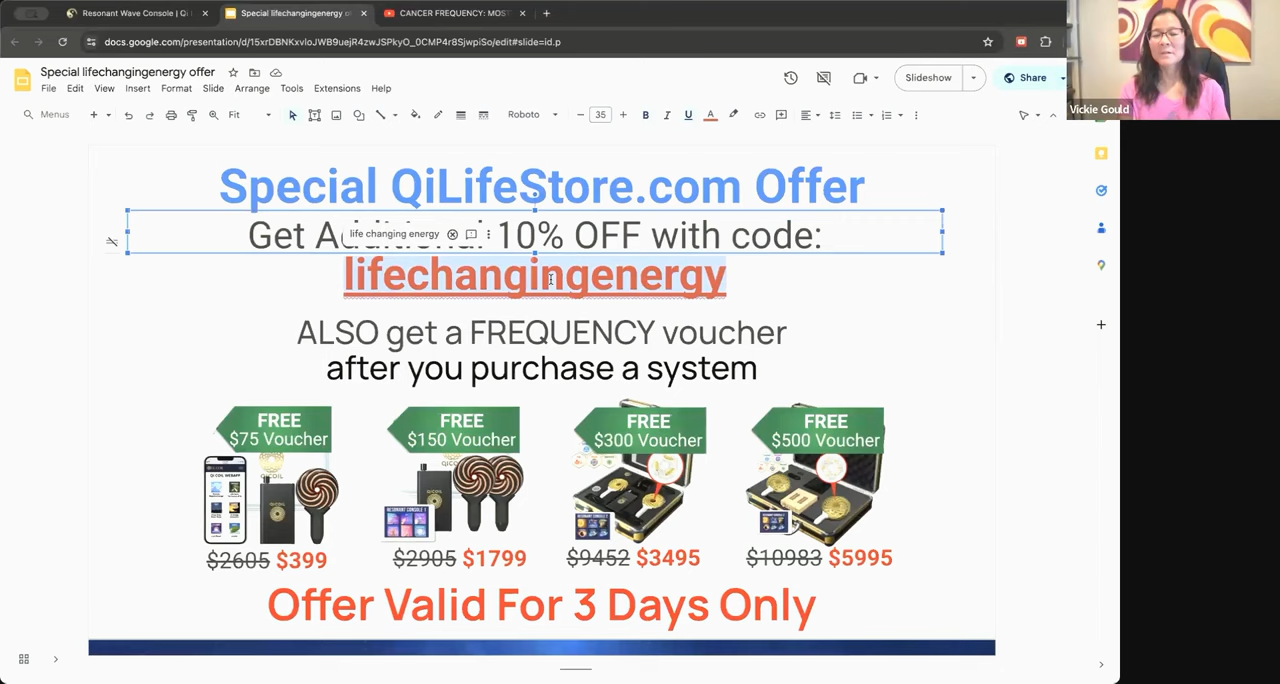 Resonant Wave Console | Qi
Special lifechangingenergy o
CANCER FREQUENCY: MOS
docs.google.com/presentation/d/15xrDBNKxvloJWB9uejR4zwJSPkyO_0CMP4r8SjwpiSo/edit#slide=id.p
Special lifechangingenergy offer
File Edit View Insert Format Slide Arrange Tools Extensions Help
Slideshow
Share
Menus
Fit
Roboto
35
B I U A
Vickie Gould
Special QiLifeStore.com Offer
Get Additional 10% OFF with code:
life changing energy
lifechangingenergy
ALSO get a FREQUENCY voucher
after you purchase a system
FREE
$75 Voucher
FREE
$150 Voucher
FREE
$300 Voucher
FREE
$500 Voucher
$2605 $399
$2905 $1799
$9452 $3495
$10983 $5995
Offer Valid For 3 Days Only